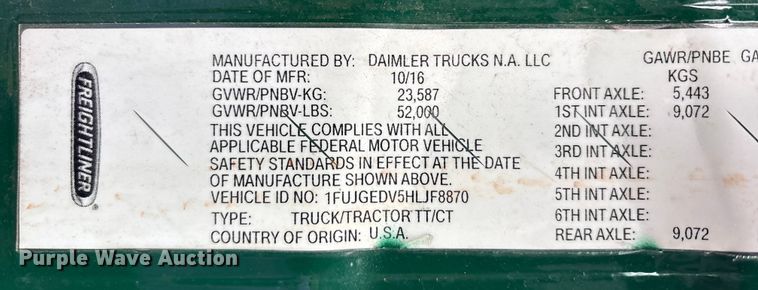 FREIGHTLINER
MANUFACTURED BY: DAIMLER TRUCKS N.A. LLC
DATE OF MFR: 10/16
GVWR/PNBV-KG: 23,587
GVWR/PNBV-LBS: 52,000
THIS VEHICLE COMPLIES WITH ALL
APPLICABLE FEDERAL MOTOR VEHICLE
SAFETY STANDARDS IN EFFECT AT THE DATE
OF MANUFACTURE SHOWN ABOVE.
VEHICLE ID NO: 1FUJGEDV5HLJF8870
TYPE: TRUCK/TRACTOR TT/CT
COUNTRY OF ORIGIN: U.S.A.
GAWR/PNBE GA
KGS
FRONT AXLE: 5,443
1ST INT AXLE: 9,072
2ND INT AXLE:
3RD INT AXLE:
4TH INT AXLE:
5TH INT AXLE:
6TH INT AXLE:
REAR AXLE: 9,072
Purple Wave Auction